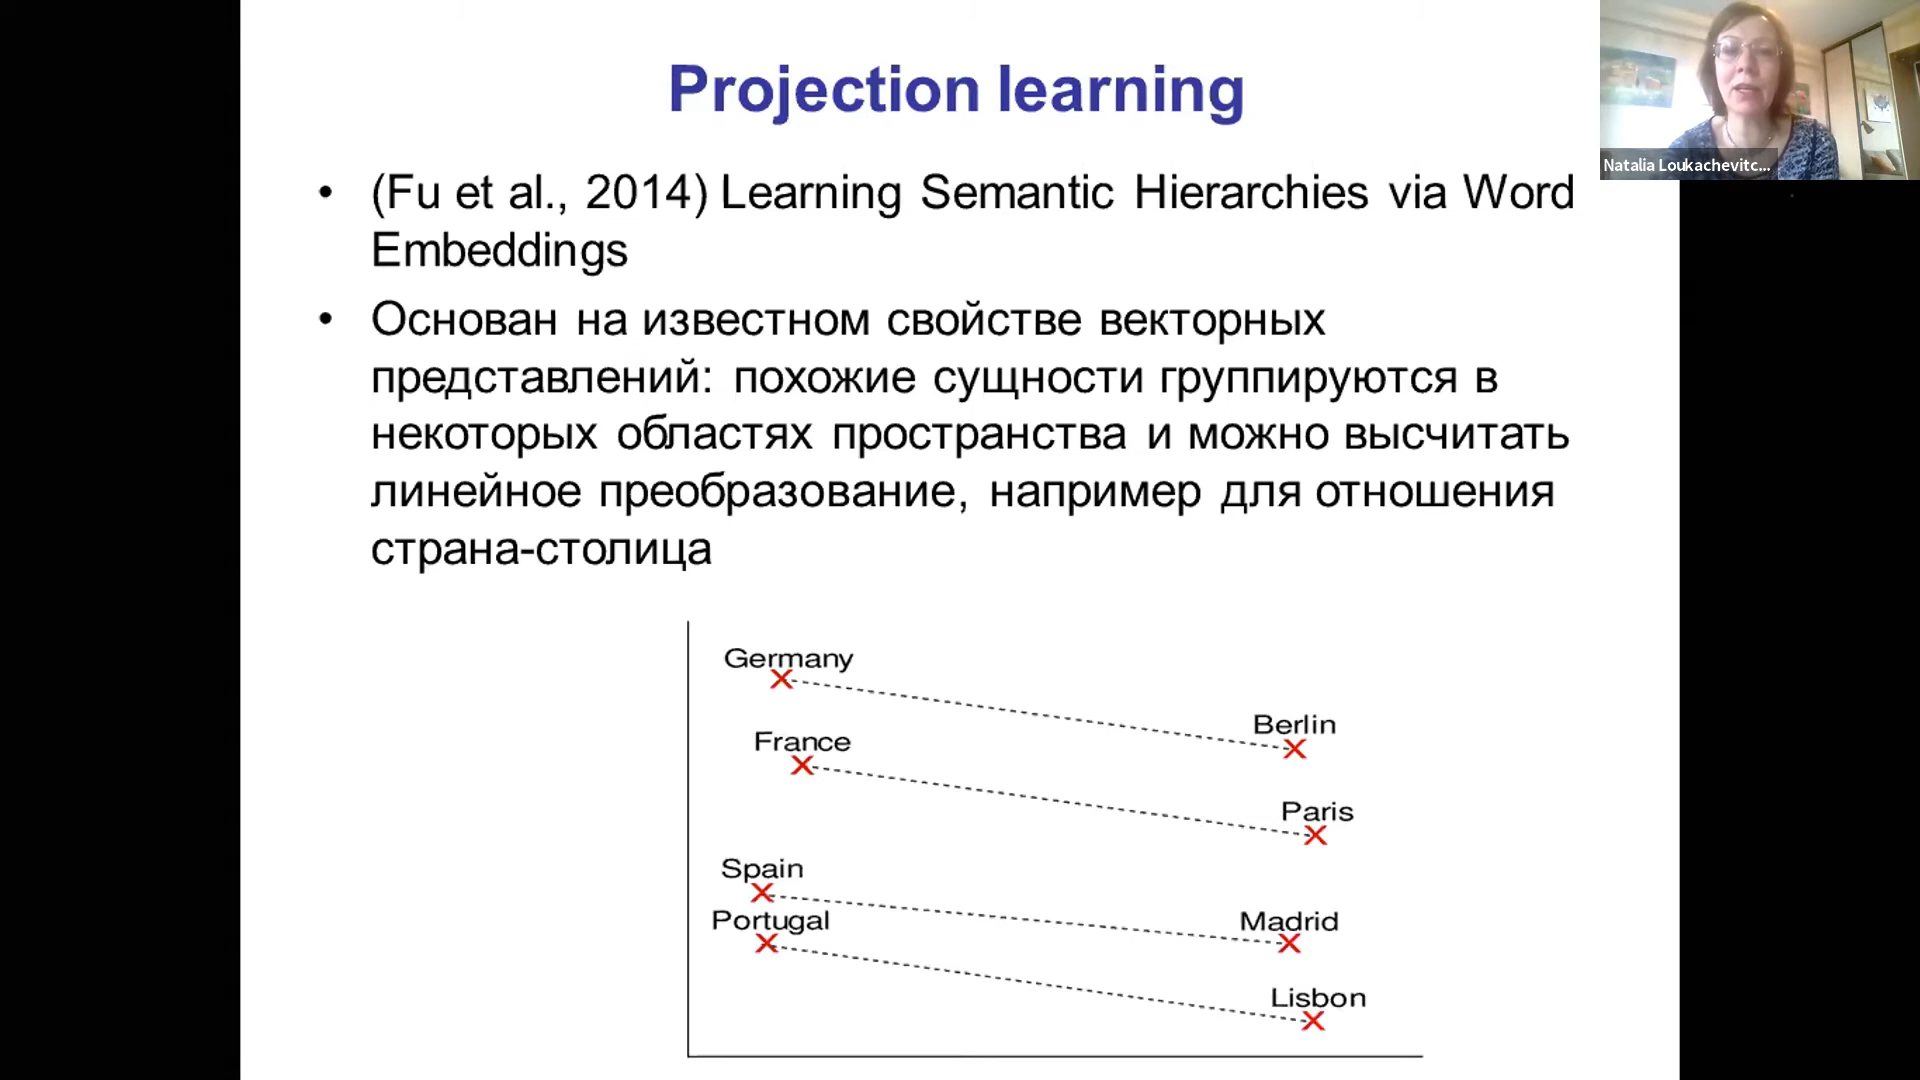 Projection learning
Natalia Loukachevitc...
• (Fu et al., 2014) Learning Semantic Hierarchies via Word
Embeddings
• Основан на известном свойстве векторных
представлений: похожие сущности группируются в
некоторых областях пространства и можно высчитать
линейное преобразование, например для отношения
страна-столица
Germany
Berlin
France
Paris
Spain
Madrid
Portugal
Lisbon